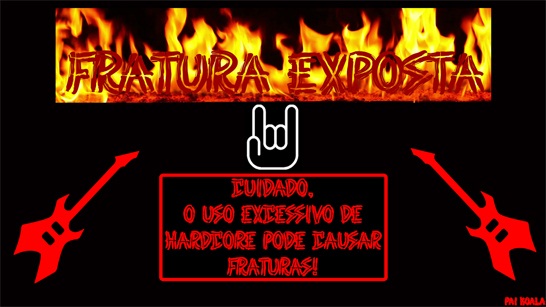 FRATURA EXPOSTA
CUIDADO,
O USO EXCESSIVO DE
HARDCORE PODE CAUSAR
FRATURAS!
PAI KOALA